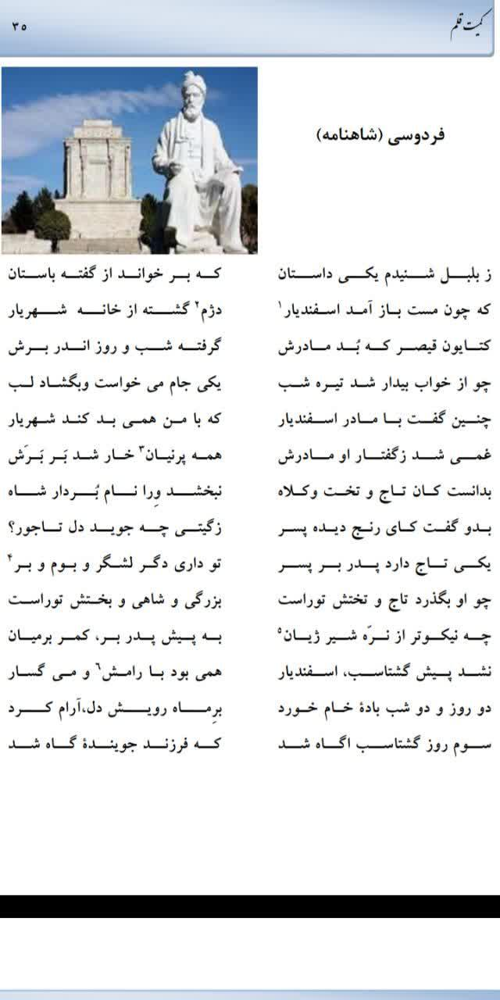 کمیت قلم
۳۵
فردوسی (شاهنامه)
ز بلبل شنیدم یکی داستان که بر خواند از گفته باستان
که چون مست باز آمد اسفندیار۱ دژم۲ گشته از خانه شهریار
کتایون قیصر که بُد مادرش گرفته شب و روز اندر برش
چو از خواب بیدار شد تیره شب یکی جام می خواست وبگشاد لب
چنین گفت با مادر اسفندیار که با من همی بد کند شهریار
غمی شد زگفتار او مادرش همه پرنیان۳ خار شد بَر بَرَش
بدانست کان تاج و تخت وکلاه نبخشد وِرا نام بُردار شاه
بدو گفت کای رنج دیده پسر زگیتی چه جوید دل تاجور؟
یکی تاج دارد پدر بر پسر تو داری دگر لشگر و بوم و بر۴
چو او بگذرد تاج و تختش توراست بزرگی و شاهی و بختش توراست
چه نیکوتر از نرّه شیر ژیان۵ به پیش پدر بر، کمر برمیان
نشد پیش گشتاسب، اسفندیار همی بود با رامش۶ و می گسار
دو روز و دو شب بادهٔ خام خورد برِماه رویش دل،آرام کرد
سوم روز گشتاسب اگاه شد که فرزند جویندهٔ گاه شد